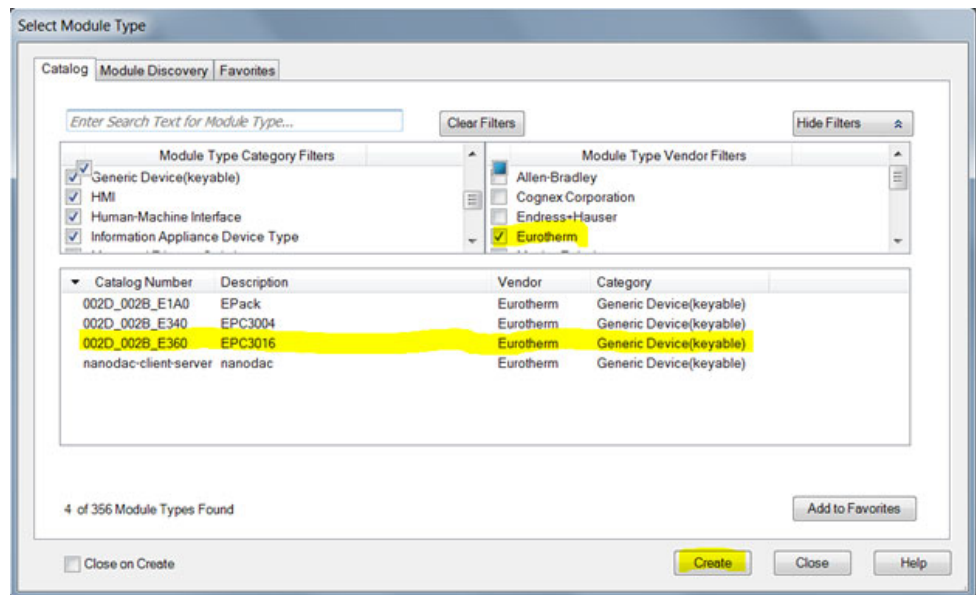 Select Module Type
Catalog Module Discovery Favorites
Enter Search Text for Module Type... Clear Filters Hide Filters
Module Type Category Filters Module Type Vendor Filters
Generic Device(keyable) Allen-Bradley
HMI Cognex Corporation
Human-Machine Interface Endress+Hauser
Information Appliance Device Type Eurotherm
Catalog Number Description Vendor Category
002D_002B_E1A0 EPack Eurotherm Generic Device(keyable)
002D_002B_E340 EPC3004 Eurotherm Generic Device(keyable)
002D_002B_E360 EPC3016 Eurotherm Generic Device(keyable)
nanodac-client-server nanodac Eurotherm Generic Device(keyable)
4 of 356 Module Types Found Add to Favorites
Close on Create Create Close Help